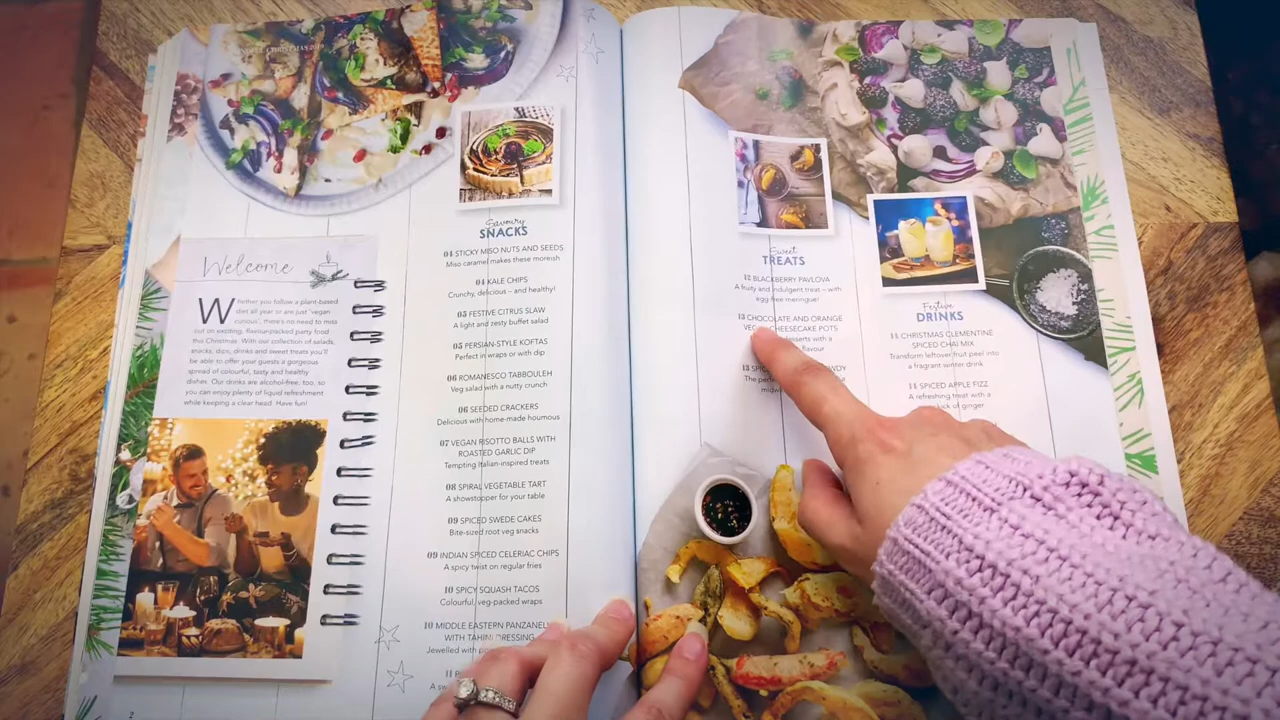 Welcome
Whether you follow a plant-based
diet all year or are just 'vegan
curious', there's no need to miss
out on exciting, flavour-packed party food
this Christmas. With our collection of salads,
snacks, dips, drinks and sweet treats you'll
be able to offer your guests a gorgeous
spread of colourful, tasty and healthy
dishes. Our drinks are alcohol-free, too, so
you can enjoy plenty of liquid refreshment
while keeping a clear head. Have fun!
2
Savoury
SNACKS
04 STICKY MISO NUTS AND SEEDS
Miso caramel makes these moreish
04 KALE CHIPS
Crunchy, delicious – and healthy!
05 FESTIVE CITRUS SLAW
A light and zesty buffet salad
05 PERSIAN-STYLE KOFTAS
Perfect in wraps or with dip
06 ROMANESCO TABBOULEH
Veg salad with a nutty crunch
06 SEEDED CRACKERS
Delicious with home-made houmous
07 VEGAN RISOTTO BALLS WITH
ROASTED GARLIC DIP
Tempting Italian-inspired treats
08 SPIRAL VEGETABLE TART
A showstopper for your table
09 SPICED SWEDE CAKES
Bite-sized root veg snacks
09 INDIAN SPICED CELERIAC CHIPS
A spicy twist on regular fries
10 SPICY SQUASH TACOS
Colourful, veg-packed wraps
10 MIDDLE EASTERN PANZANEL
WITH TAHINI DRESSING
Jewelled with po
11
Sweet
TREATS
12 BLACKBERRY PAVLOVA
A fruity and indulgent treat – with
egg free meringue!
13 CHOCOLATE AND ORANGE
CHEESECAKE POTS
desserts with a
flavour
13
The
Festive
DRINKS
14 CHRISTMAS CLEMENTINE
SPICED CHAI MIX
Transform leftover fruit peel into
a fragrant winter drink
14 SPICED APPLE FIZZ
A refreshing treat with a
kick of ginger